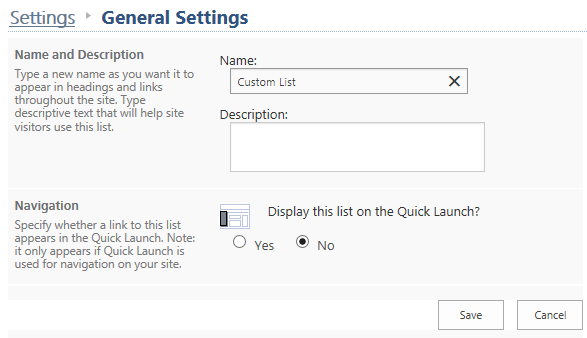 Settings ▸ General Settings
Name and Description
Type a new name as you want it to
appear in headings and links
throughout the site. Type
descriptive text that will help site
visitors use this list.
Name:
Custom List
Description:
Navigation
Specify whether a link to this list
appears in the Quick Launch. Note:
it only appears if Quick Launch is
used for navigation on your site.
Display this list on the Quick Launch?
Yes No
Save Cancel